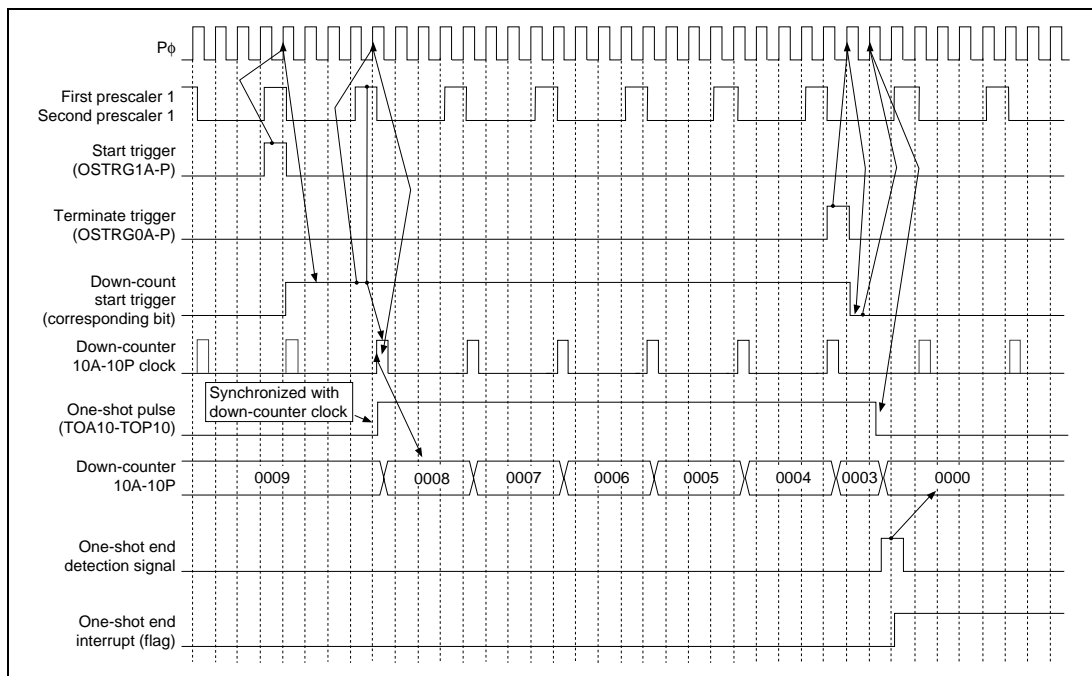 Pφ
First prescaler 1
Second prescaler 1
Start trigger
(OSTRG1A-P)
Terminate trigger
(OSTRG0A-P)
Down-count
start trigger
(corresponding bit)
Down-counter
10A-10P clock
Synchronized with
down-counter clock
One-shot pulse
(TOA10-TOP10)
Down-counter
10A-10P
0009 0008 0007 0006 0005 0004 0003 0000
One-shot end
detection signal
One-shot end
interrupt (flag)